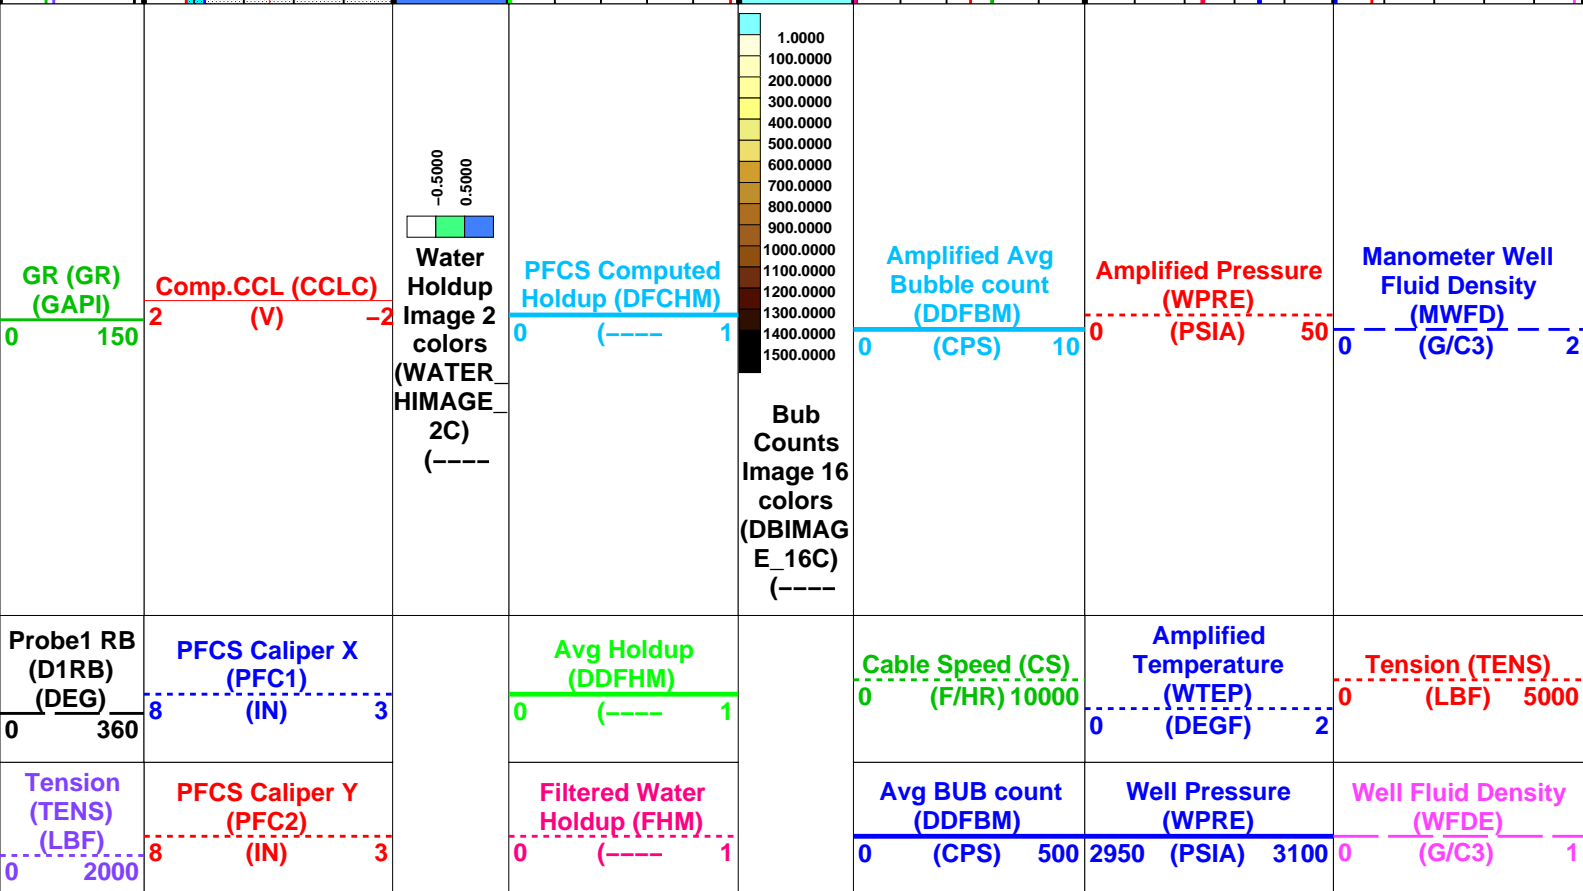 GR (GR)
(GAPI)
0 150
Comp.CCL (CCLC)
2 (V) −2
−0.5000
0.5000
Water
Holdup
Image 2
colors
(WATER_
HIMAGE_
2C)
(----
PFCS Computed
Holdup (DFCHM)
0 (---- 1
1.0000
100.0000
200.0000
300.0000
400.0000
500.0000
600.0000
700.0000
800.0000
900.0000
1000.0000
1100.0000
1200.0000
1300.0000
1400.0000
1500.0000
Bub
Counts
Image 16
colors
(DBIMAG
E_16C)
(----
Amplified Avg
Bubble count
(DDFBM)
0 (CPS) 10
Amplified Pressure
(WPRE)
0 (PSIA) 50
Manometer Well
Fluid Density
(MWFD)
0 (G/C3) 2
Probe1 RB
(D1RB)
(DEG)
0 360
PFCS Caliper X
(PFC1)
8 (IN) 3
Avg Holdup
(DDFHM)
0 (---- 1
Cable Speed (CS)
0 (F/HR) 10000
Amplified
Temperature
(WTEP)
0 (DEGF) 2
Tension (TENS)
0 (LBF) 5000
Tension
(TENS)
(LBF)
0 2000
PFCS Caliper Y
(PFC2)
8 (IN) 3
Filtered Water
Holdup (FHM)
0 (---- 1
Avg BUB count
(DDFBM)
0 (CPS) 500
Well Pressure
(WPRE)
2950 (PSIA) 3100
Well Fluid Density
(WFDE)
0 (G/C3) 1